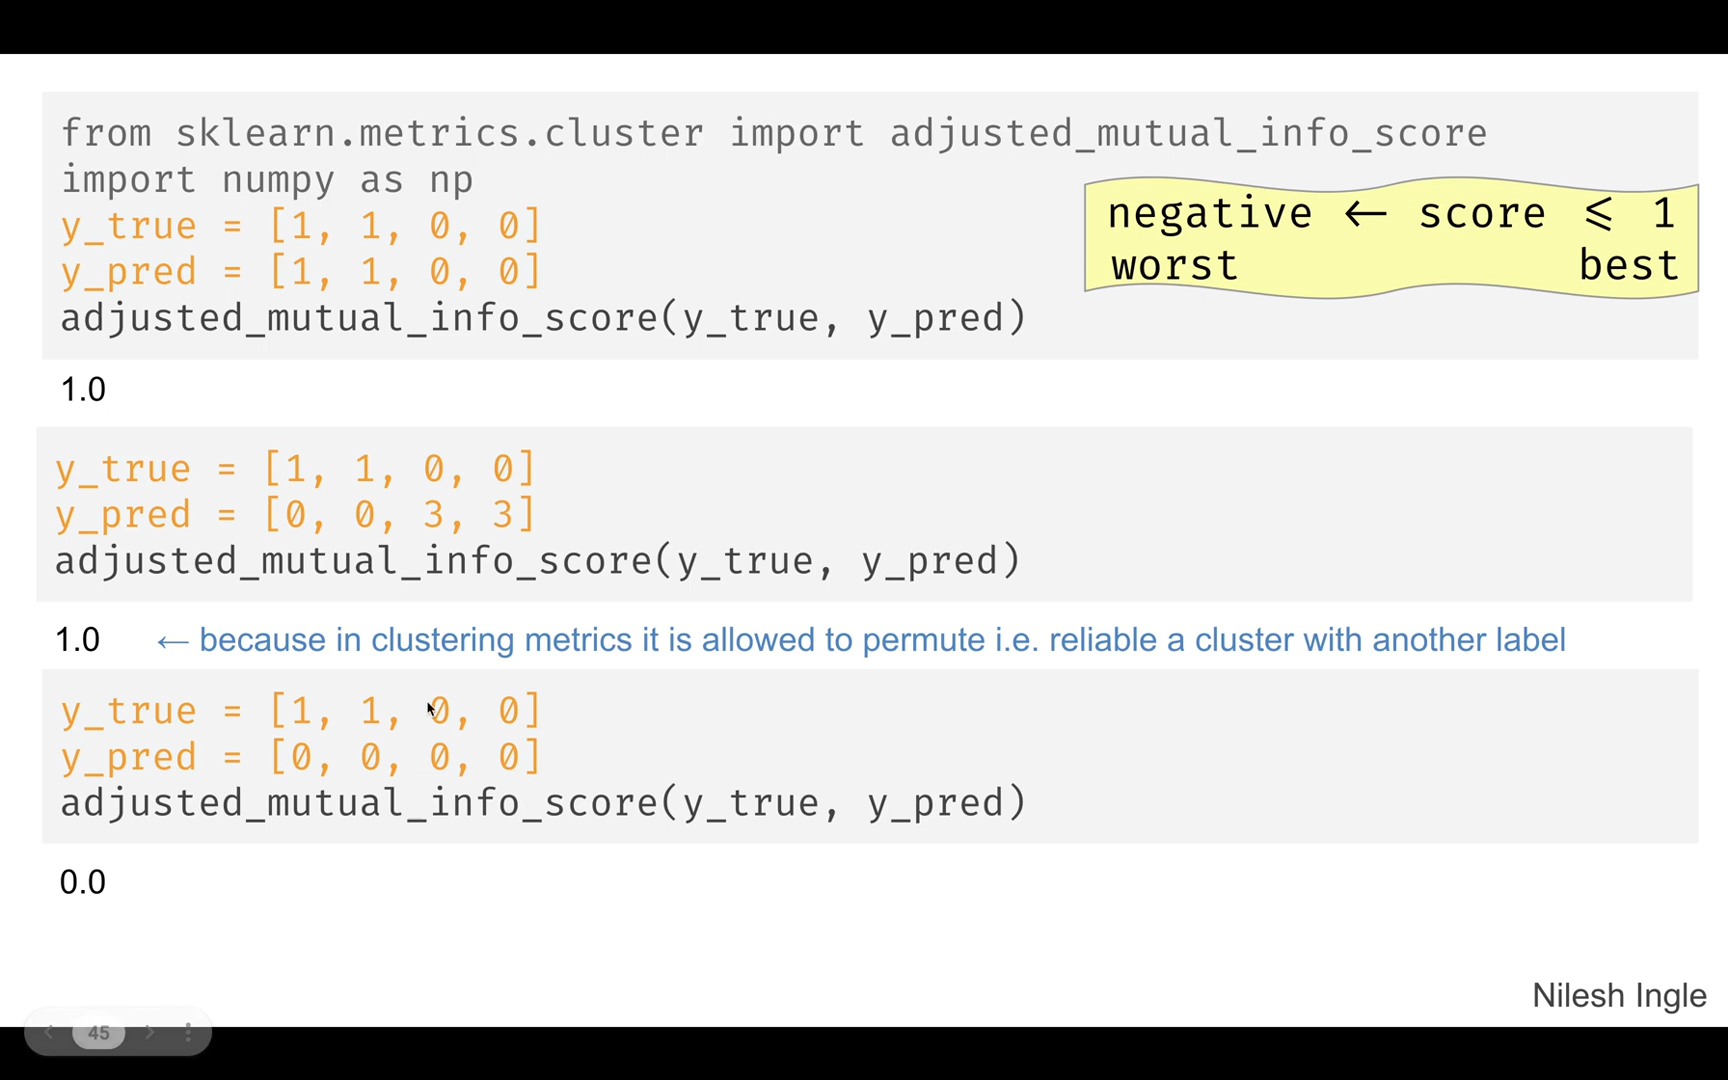 from sklearn.metrics.cluster import adjusted_mutual_info_score
import numpy as np
y_true = [1, 1, 0, 0]
y_pred = [1, 1, 0, 0]
adjusted_mutual_info_score(y_true, y_pred)
negative ← score ⩽ 1
worst best
1.0
y_true = [1, 1, 0, 0]
y_pred = [0, 0, 3, 3]
adjusted_mutual_info_score(y_true, y_pred)
1.0 ← because in clustering metrics it is allowed to permute i.e. reliable a cluster with another label
y_true = [1, 1, 0, 0]
y_pred = [0, 0, 0, 0]
adjusted_mutual_info_score(y_true, y_pred)
0.0
Nilesh Ingle
45